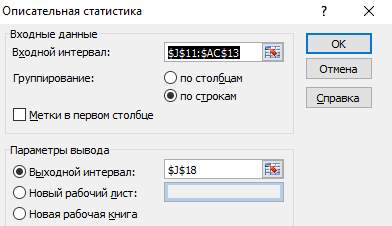 Описательная статистика
Входные данные
Входной интервал: $J$11:$AC$13
Группирование: по столбцам
по строкам
Метки в первом столбце
Параметры вывода
Выходной интервал: $J$18
Новый рабочий лист:
Новая рабочая книга
OK
Отмена
Справка